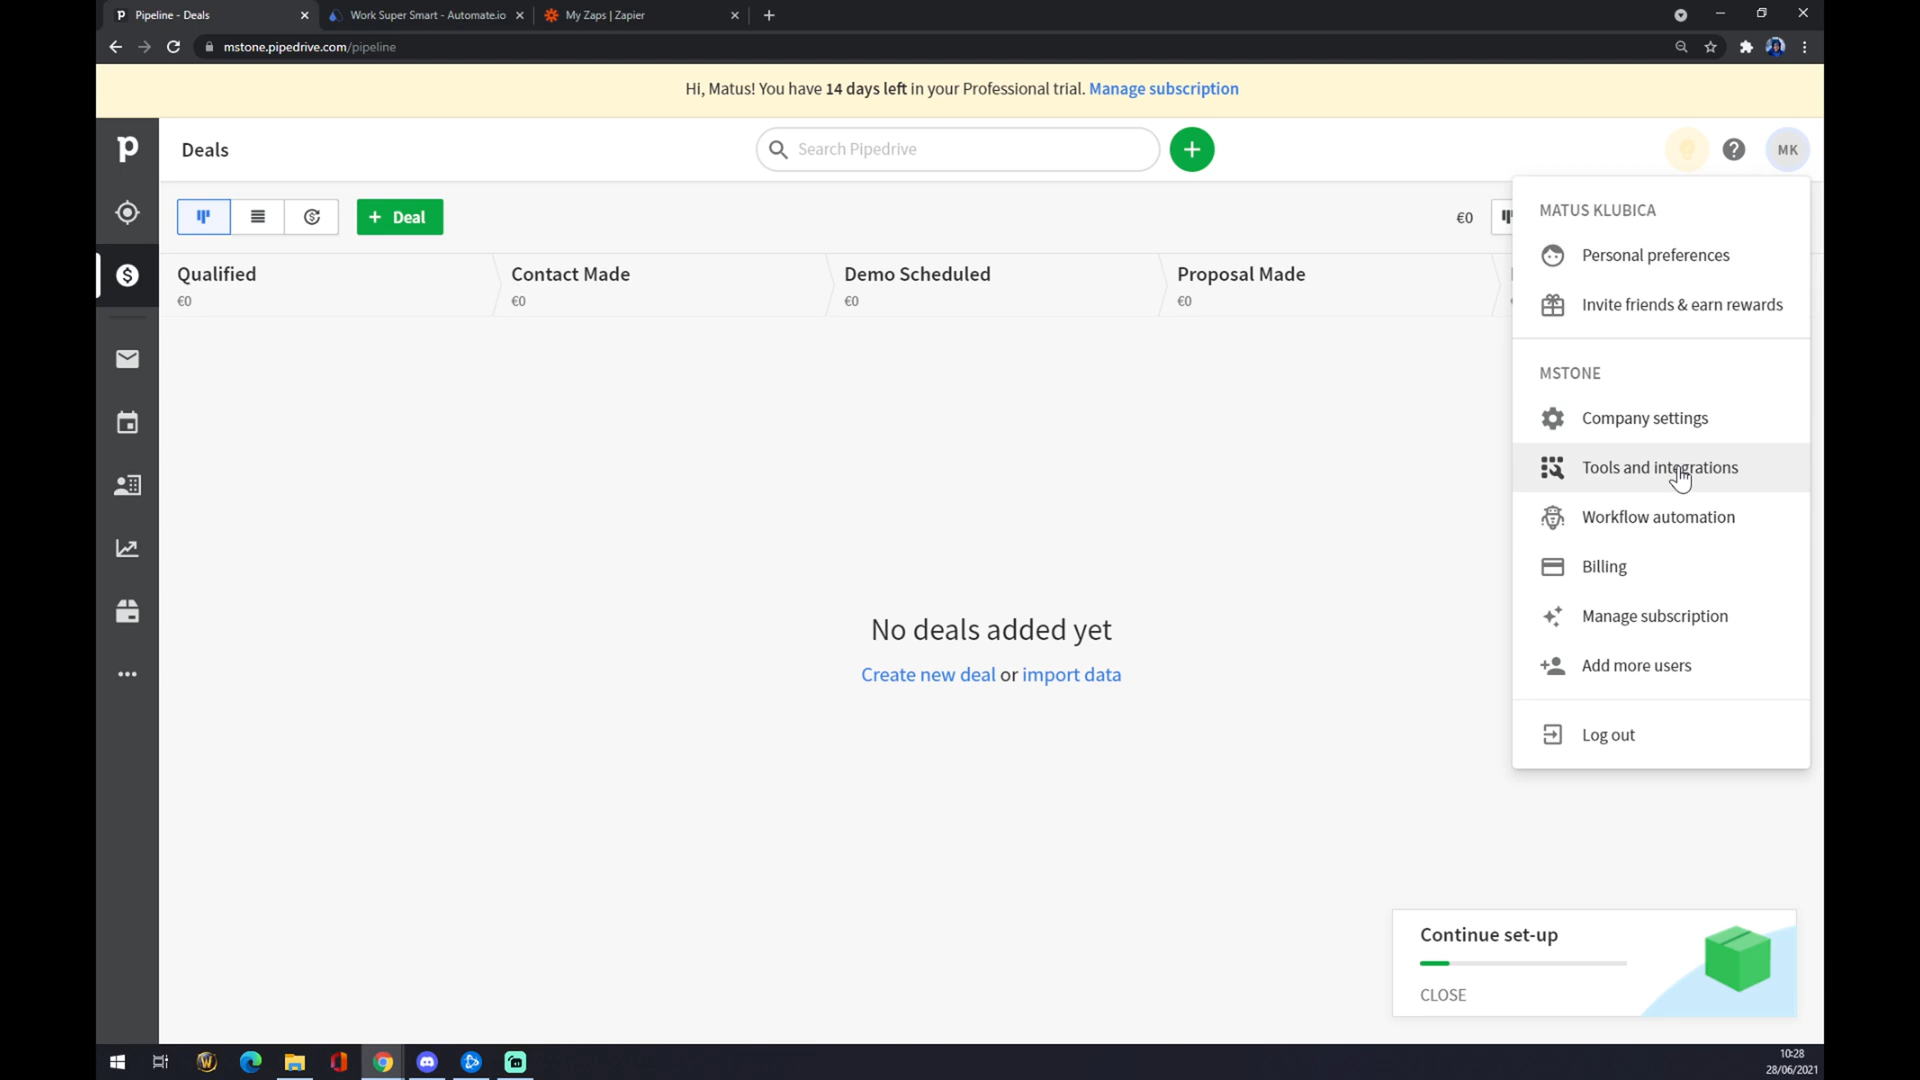 Pipeline - Deals
Work Super Smart - Automate.io
My Zaps | Zapier
mstone.pipedrive.com/pipeline
Hi, Matus! You have 14 days left in your Professional trial. Manage subscription
Deals
Search Pipedrive
MK
Deal
€0
MATUS KLUBICA
Personal preferences
Invite friends & earn rewards
MSTONE
Company settings
Tools and integrations
Workflow automation
Billing
Manage subscription
Add more users
Log out
Qualified
€0
Contact Made
€0
Demo Scheduled
€0
Proposal Made
€0
No deals added yet
Create new deal or import data
Continue set-up
CLOSE
10:28
28/06/2021